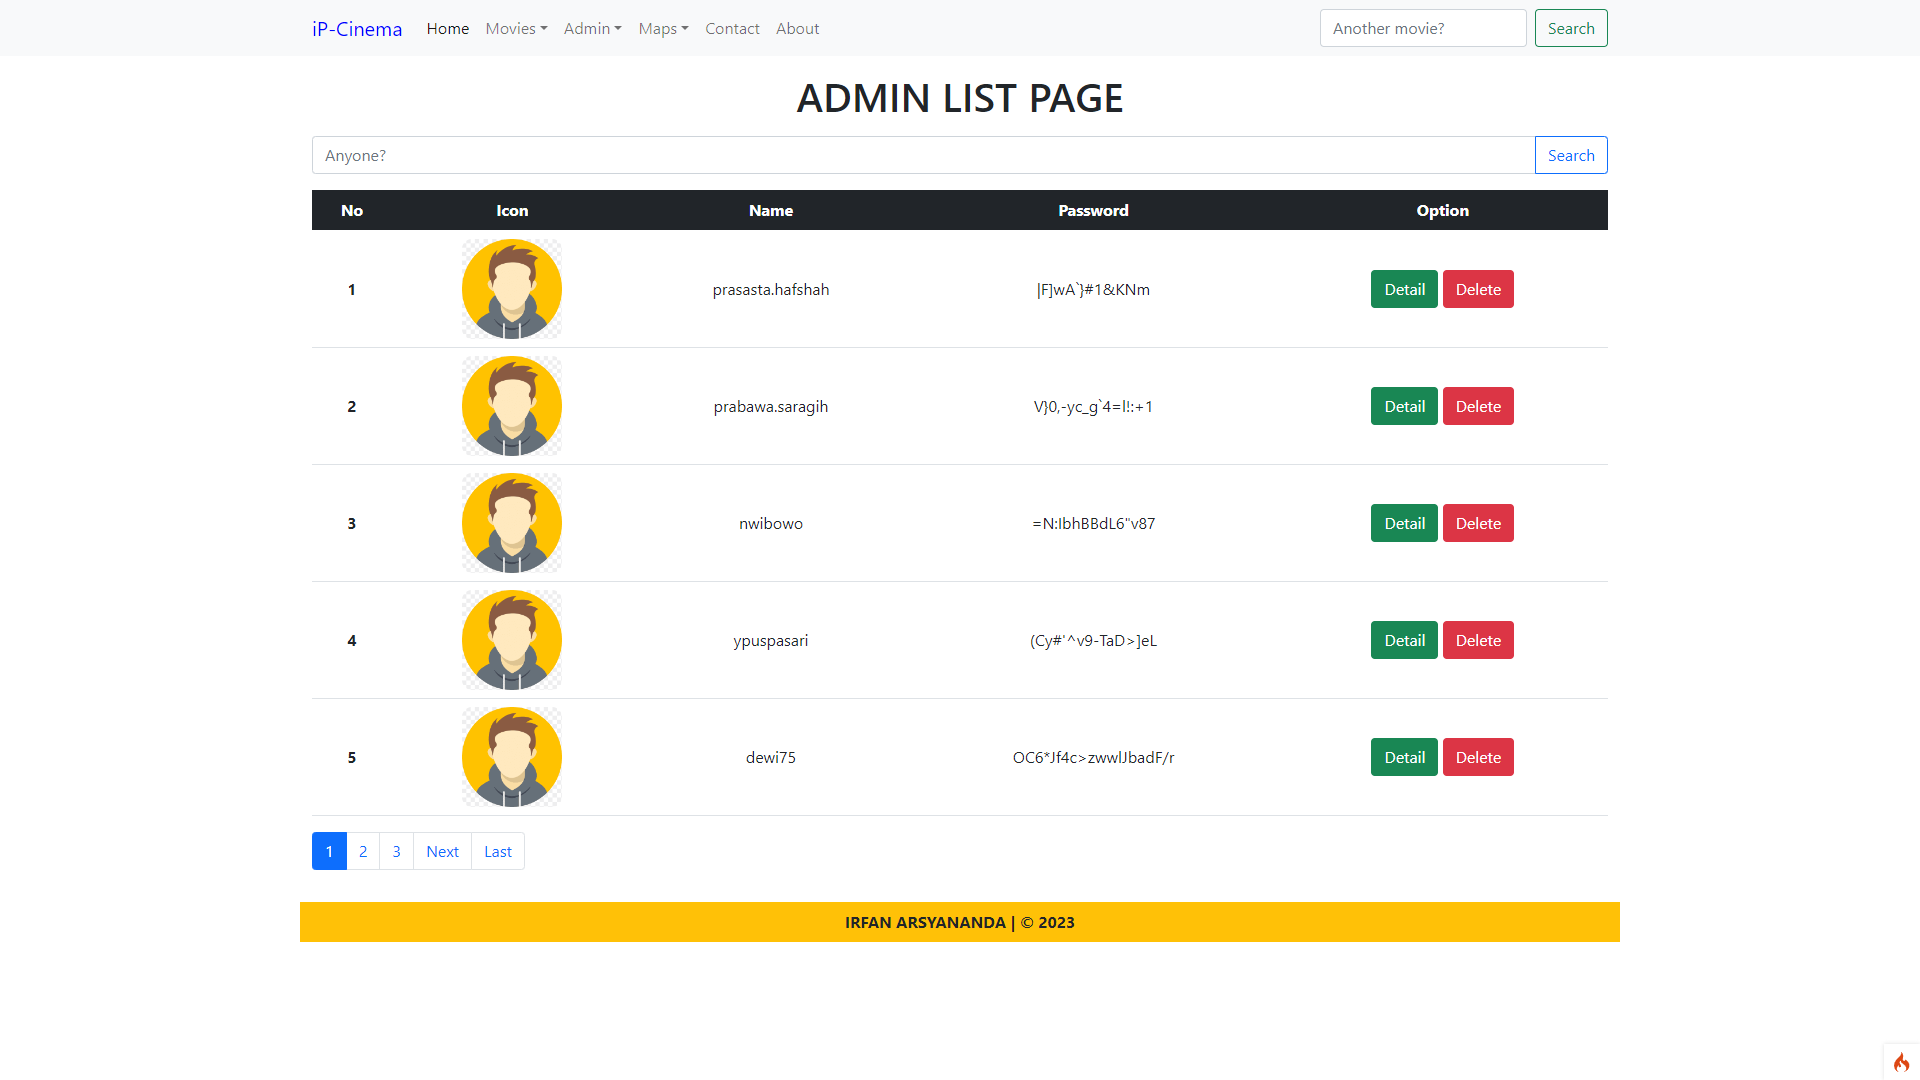 iP-Cinema Home Movies Admin Maps Contact About Another movie? Search
ADMIN LIST PAGE
Anyone? Search
No Icon Name Password Option
1 prasasta.hafshah |F]wA`}#1&KNm Detail Delete
2 prabawa.saragih V}0,-yc_g`4=l!:+1 Detail Delete
3 nwibowo =N:IbhBBdL6"v87 Detail Delete
4 ypuspasari (Cy#'^v9-TaD>]eL Detail Delete
5 dewi75 OC6*Jf4c>zwwlJbadF/r Detail Delete
1 2 3 Next Last
IRFAN ARSYANANDA | © 2023